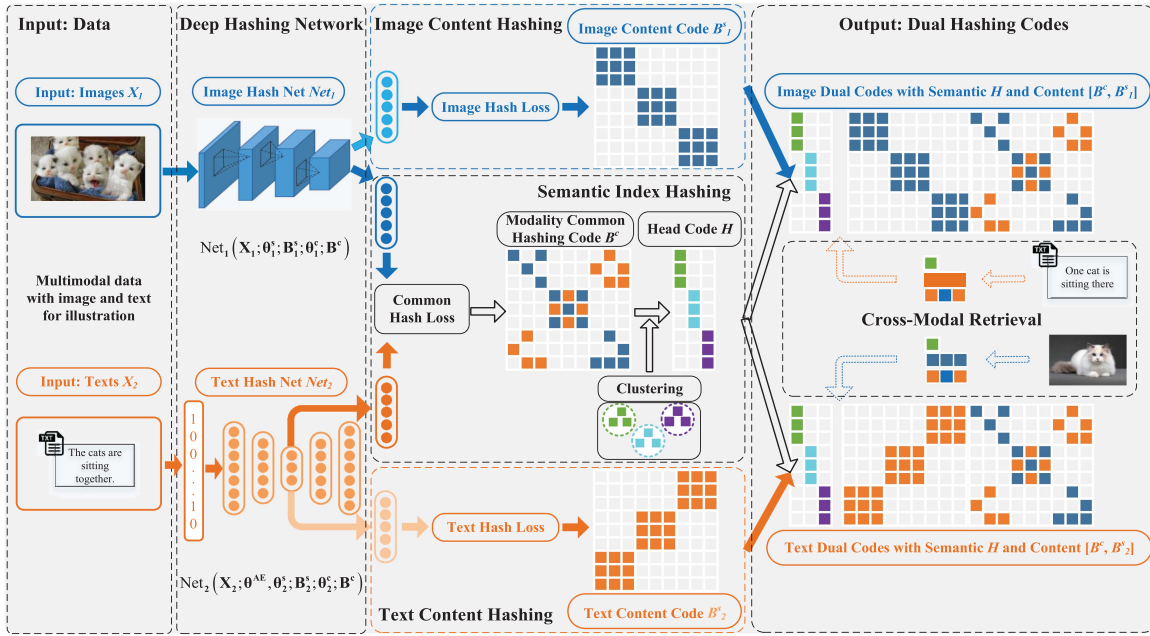 Input: Data
Deep Hashing Network
Image Content Hashing
Image Content Code B^s_1
Output: Dual Hashing Codes
Input: Images X_1
Image Hash Net Net_1
Image Hash Loss
Image Dual Codes with Semantic H and Content [B^c, B^s_1]
Net_1(X_1;θ^s_1;B^s_1;θ^c_1;B^c)
Semantic Index Hashing
Modality Common
Hashing Code B^c
Head Code H
Multimodal data
with image and text
for illustration
Common
Hash Loss
TXT
One cat is
sitting there
Cross-Modal Retrieval
Input: Texts X_2
Text Hash Net Net_2
Clustering
TXT
The cats are
sitting
together.
1 0 0 · · · 1 0
Text Hash Loss
Text Dual Codes with Semantic H and Content [B^c, B^s_2]
Net_2(X_2;θ^AE,θ^s_2;B^s_2;θ^c_2;B^c)
Text Content Hashing
Text Content Code B^s_2